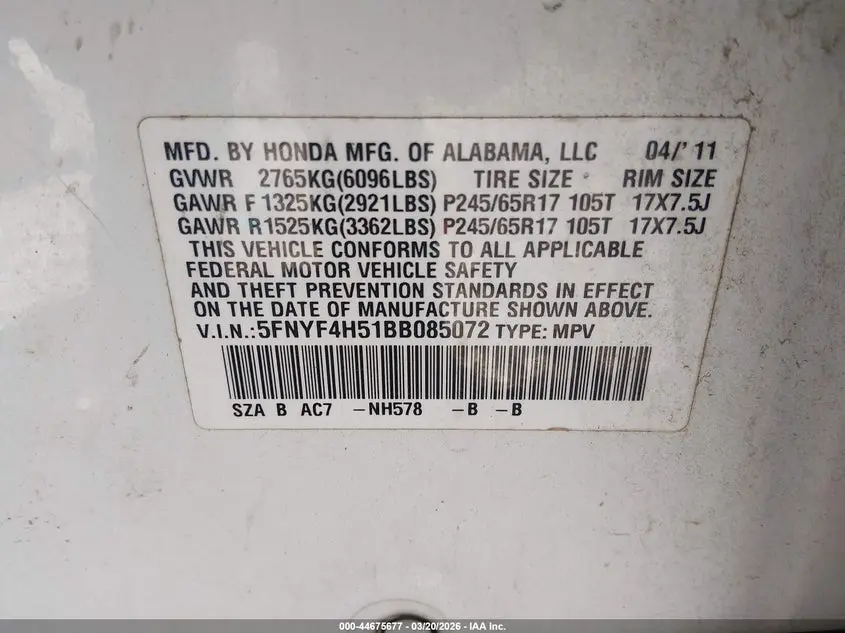 MFD. BY HONDA MFG. OF ALABAMA, LLC 04/'11
GVWR 2765KG(6096LBS) TIRE SIZE RIM SIZE
GAWR F 1325KG(2921LBS) P245/65R17 105T 17X7.5J
GAWR R1525KG(3362LBS) P245/65R17 105T 17X7.5J
THIS VEHICLE CONFORMS TO ALL APPLICABLE
FEDERAL MOTOR VEHICLE SAFETY
AND THEFT PREVENTION STANDARDS IN EFFECT
ON THE DATE OF MANUFACTURE SHOWN ABOVE.
V.I.N.:5FNYF4H51BB085072 TYPE: MPV
SZA B AC7 -NH578 -B -B
000-44675677 - 03/20/2026 - IAA Inc.